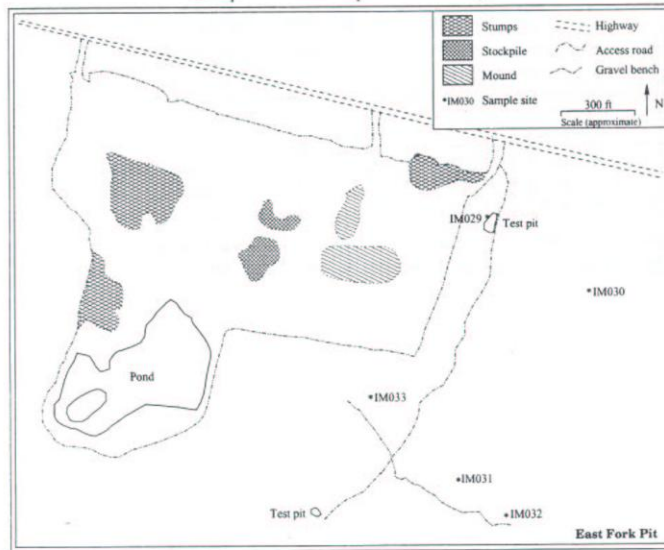 Stumps
Stockpile
Mound
*IM030 Sample site
Highway
Access road
Gravel bench
300 ft
Scale (approximate)
N
IM029*
Test pit
*IM030
Pond
*IM033
*IM031
*IM032
Test pit
East Fork Pit